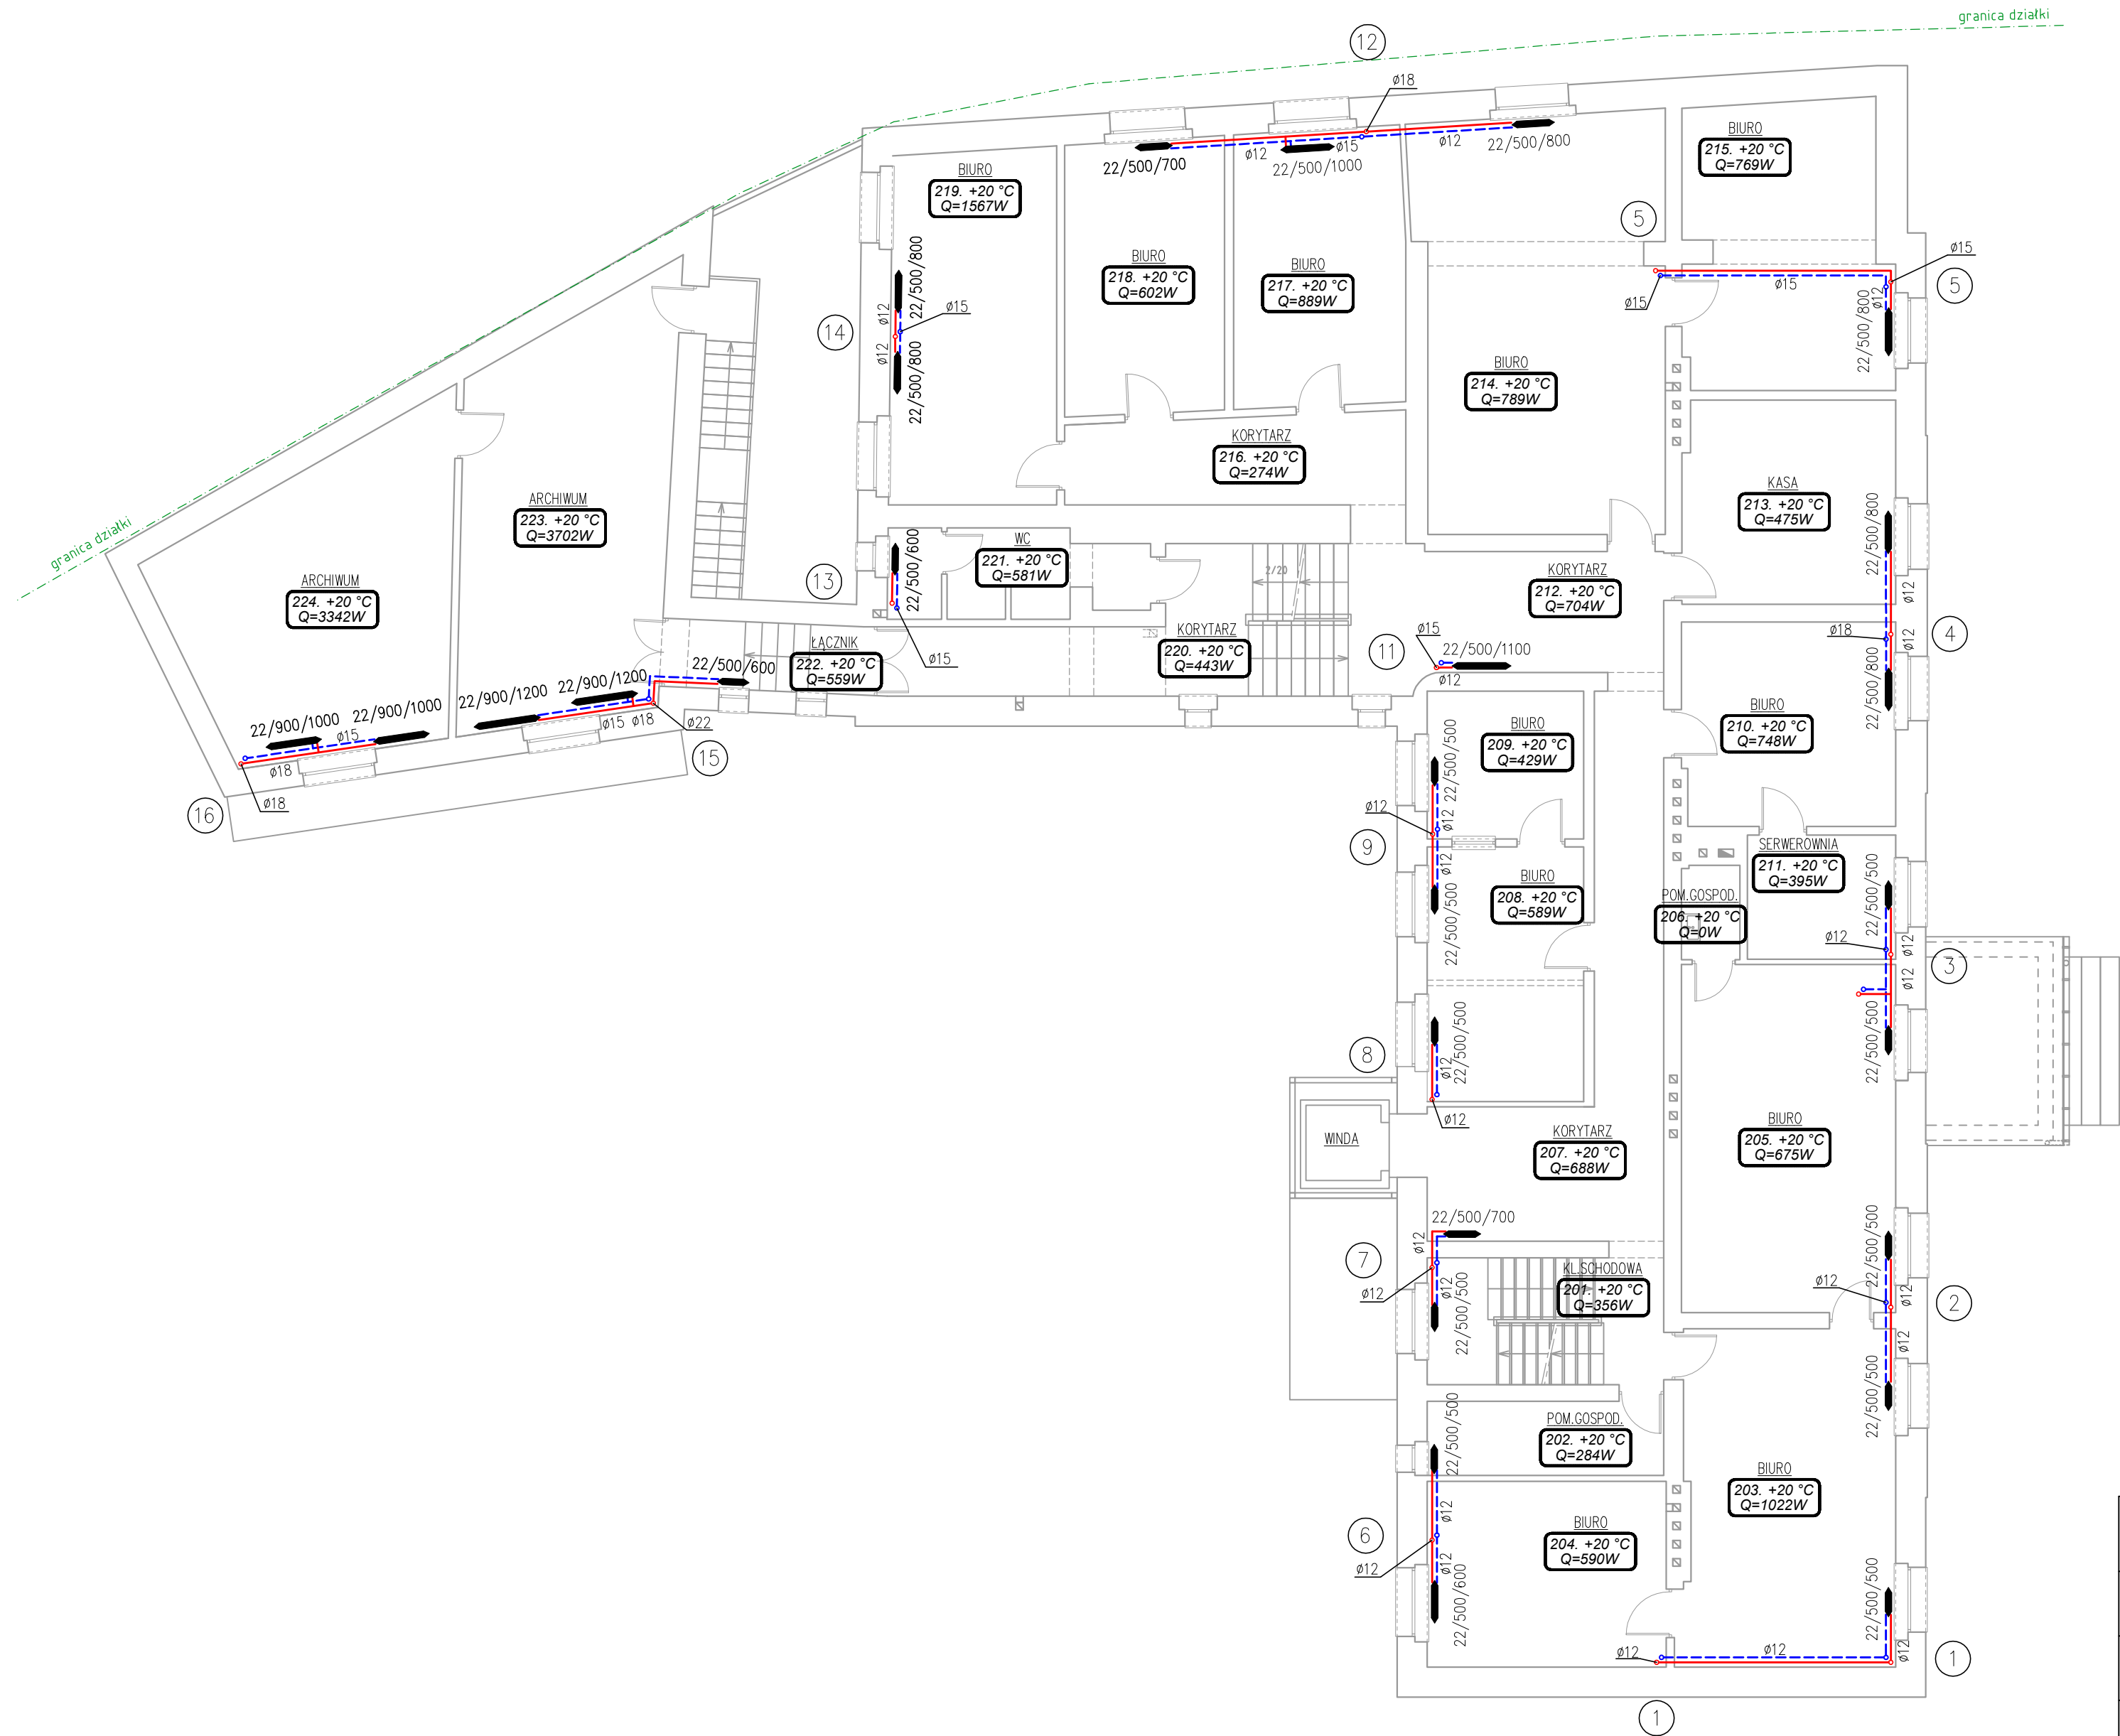 granica działki
12
ø18
BIURO
219. +20 °C
Q=1567W
22/500/700
ø12
22/500/1000
ø15
ø12
22/500/800
BIURO
215. +20 °C
Q=769W
5
ø15
5
ø15
ø15
ø12
22/500/800
BIURO
218. +20 °C
Q=602W
BIURO
217. +20 °C
Q=889W
22/500/800
ø12
ø15
14
ø12
22/500/800
BIURO
214. +20 °C
Q=789W
KORYTARZ
216. +20 °C
Q=274W
KASA
213. +20 °C
Q=475W
22/500/800
ø12
ARCHIWUM
223. +20 °C
Q=3702W
granica działki
WC
221. +20 °C
Q=581W
22/500/600
13
2/20
ARCHIWUM
224. +20 °C
Q=3342W
KORYTARZ
212. +20 °C
Q=704W
ŁĄCZNIK
222. +20 °C
Q=559W
ø15
KORYTARZ
220. +20 °C
Q=443W
11
ø15
22/500/1100
ø12
ø18
ø12
4
22/500/800
22/500/600
22/900/1200
22/900/1200
22/900/1000
22/900/1000
ø15
ø18
ø15
ø18
ø22
15
ø18
16
BIURO
209. +20 °C
Q=429W
BIURO
210. +20 °C
Q=748W
22/500/500
ø12
ø12
9
ø12
22/500/500
BIURO
208. +20 °C
Q=589W
SERWEROWNIA
211. +20 °C
Q=395W
22/500/500
POM.GOSPOD.
206. +20 °C
Q=0W
ø12
ø12
3
ø12
22/500/500
8
22/500/500
ø12
ø12
WINDA
KORYTARZ
207. +20 °C
Q=688W
BIURO
205. +20 °C
Q=675W
22/500/700
ø12
7
ø12
ø12
22/500/500
KL.SCHODOWA
201. +20 °C
Q=356W
22/500/500
ø12
ø12
2
ø12
22/500/500
POM.GOSPOD.
202. +20 °C
Q=284W
22/500/500
BIURO
203. +20 °C
Q=1022W
ø12
6
ø12
ø12
22/500/600
BIURO
204. +20 °C
Q=590W
22/500/500
ø12
ø12
ø12
1
1